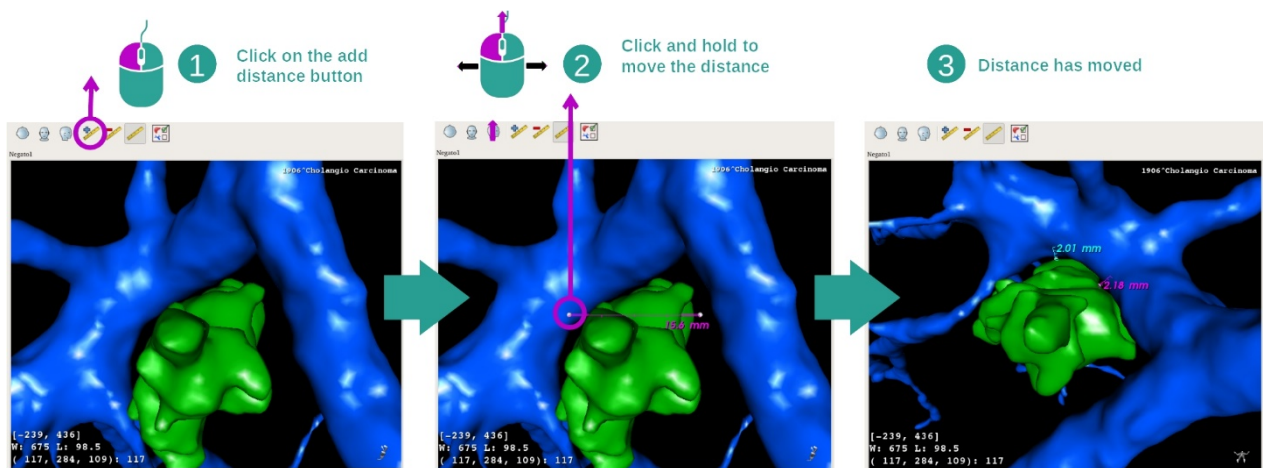 1
Click on the add
distance button
2
Click and hold to
move the distance
3
Distance has moved
Negato1
1906^Cholangio Carcinoma
[-239, 436]
W: 675 L: 98.5
( 117, 284, 109): 117
Negato1
1906^Cholangio Carcinoma
15.6 mm
[-239, 436]
W: 675 L: 98.5
( 117, 284, 109): 117
Negato1
1906^Cholangio Carcinoma
2.01 mm
2.18 mm
[-239, 436]
W: 675 L: 98.5
( 117, 284, 109): 117